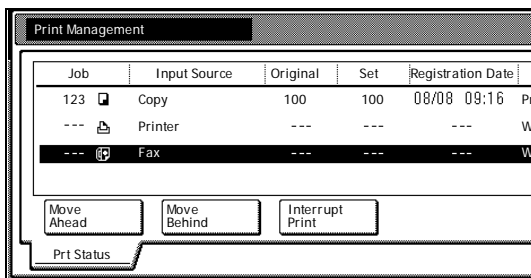 Print Management
Job Input Source Original Set Registration Date
123 Copy 100 100 08/08 09:16 Pr
--- Printer --- --- --- W
--- Fax --- --- --- W
Move Ahead Move Behind Interrupt Print
Prt Status